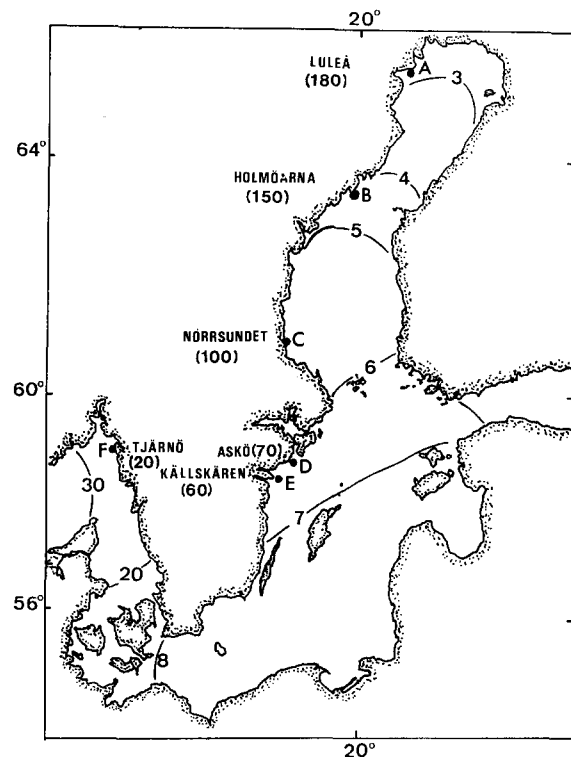 20°
LULEÅ
(180)
A
3
64°
HOLMÖARNA
(150)
4
B
5
NORRSUNDET
(100)
C
6
60°
F
TJÄRNÖ
(20)
ASKÖ(70)
D
KÄLLSKÄREN
(60)
E
30
7
20
56°
8
20°